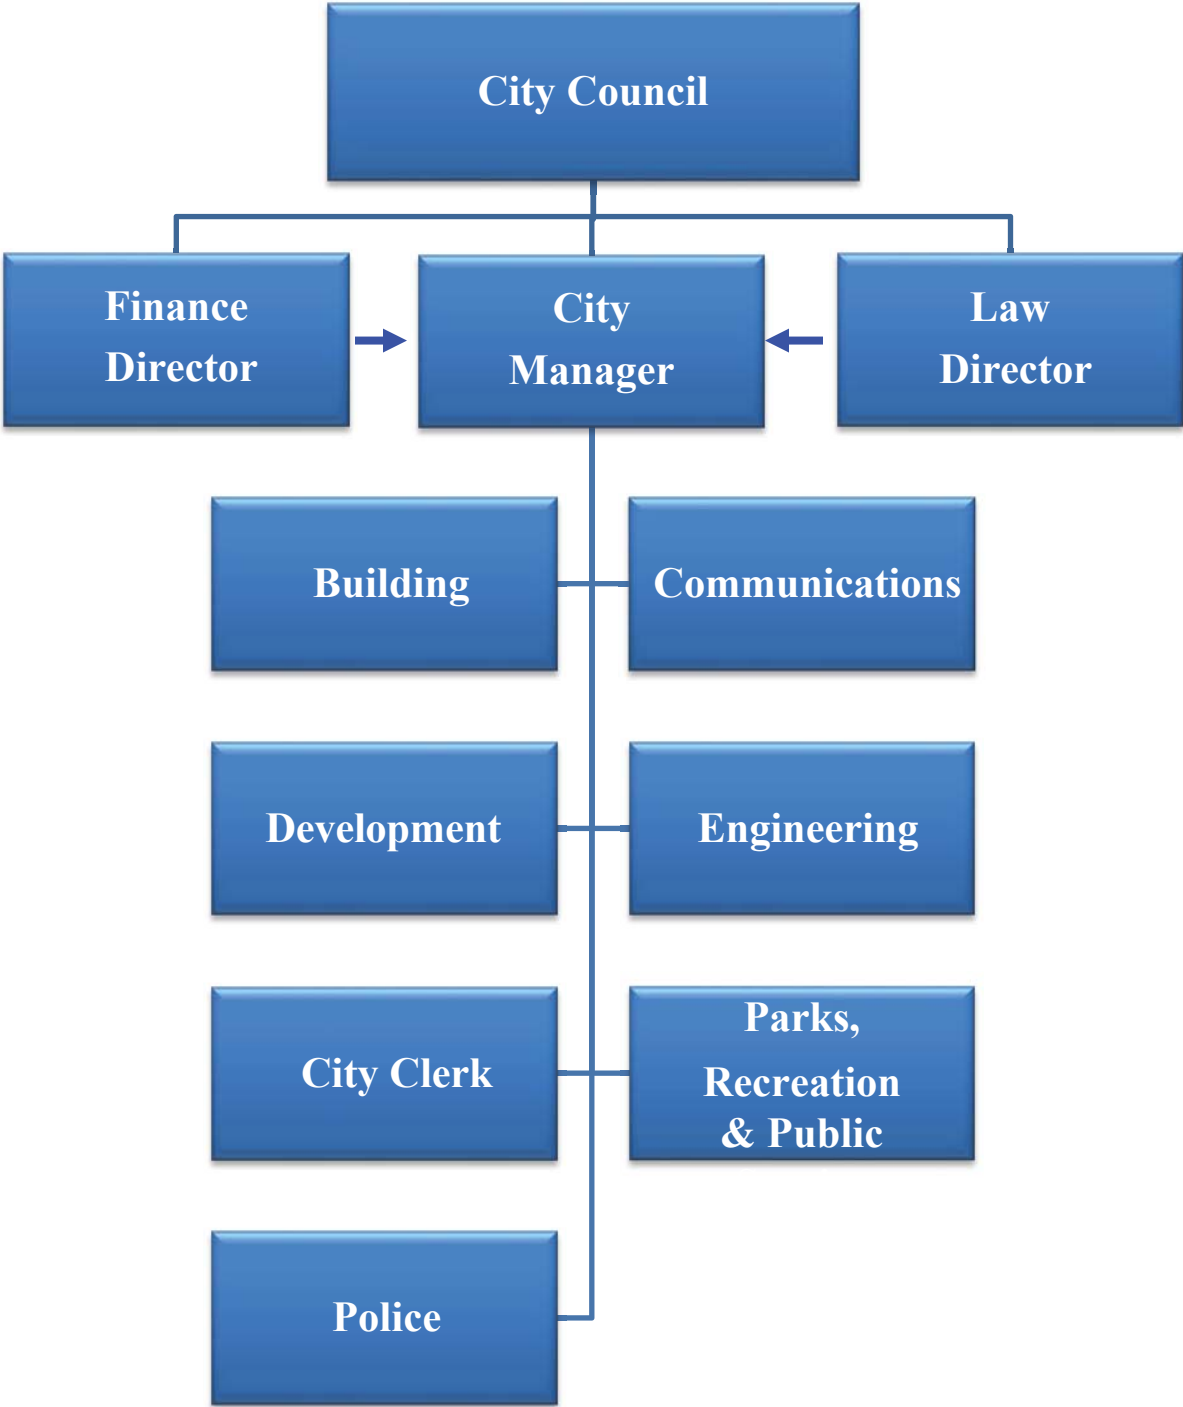 City Council
Finance
Director
City
Manager
Law
Director
Building
Communications
Development
Engineering
City Clerk
Parks,
Recreation
& Public
Police